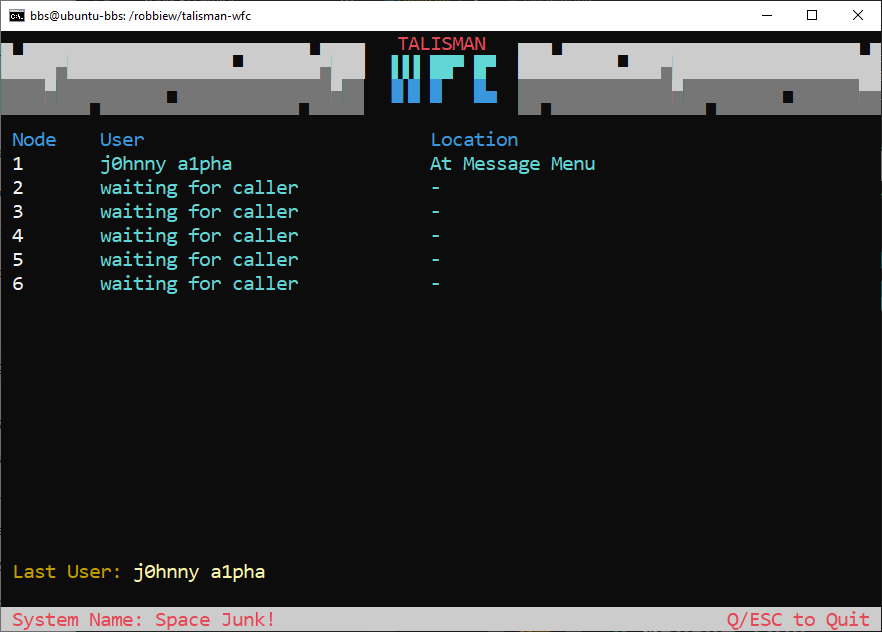 bbs@ubuntu-bbs: /robbiew/talisman-wfc
TALISMAN
WFC
Node User Location
1 j0hnny a1pha At Message Menu
2 waiting for caller -
3 waiting for caller -
4 waiting for caller -
5 waiting for caller -
6 waiting for caller -
Last User: j0hnny a1pha
System Name: Space Junk! Q/ESC to Quit